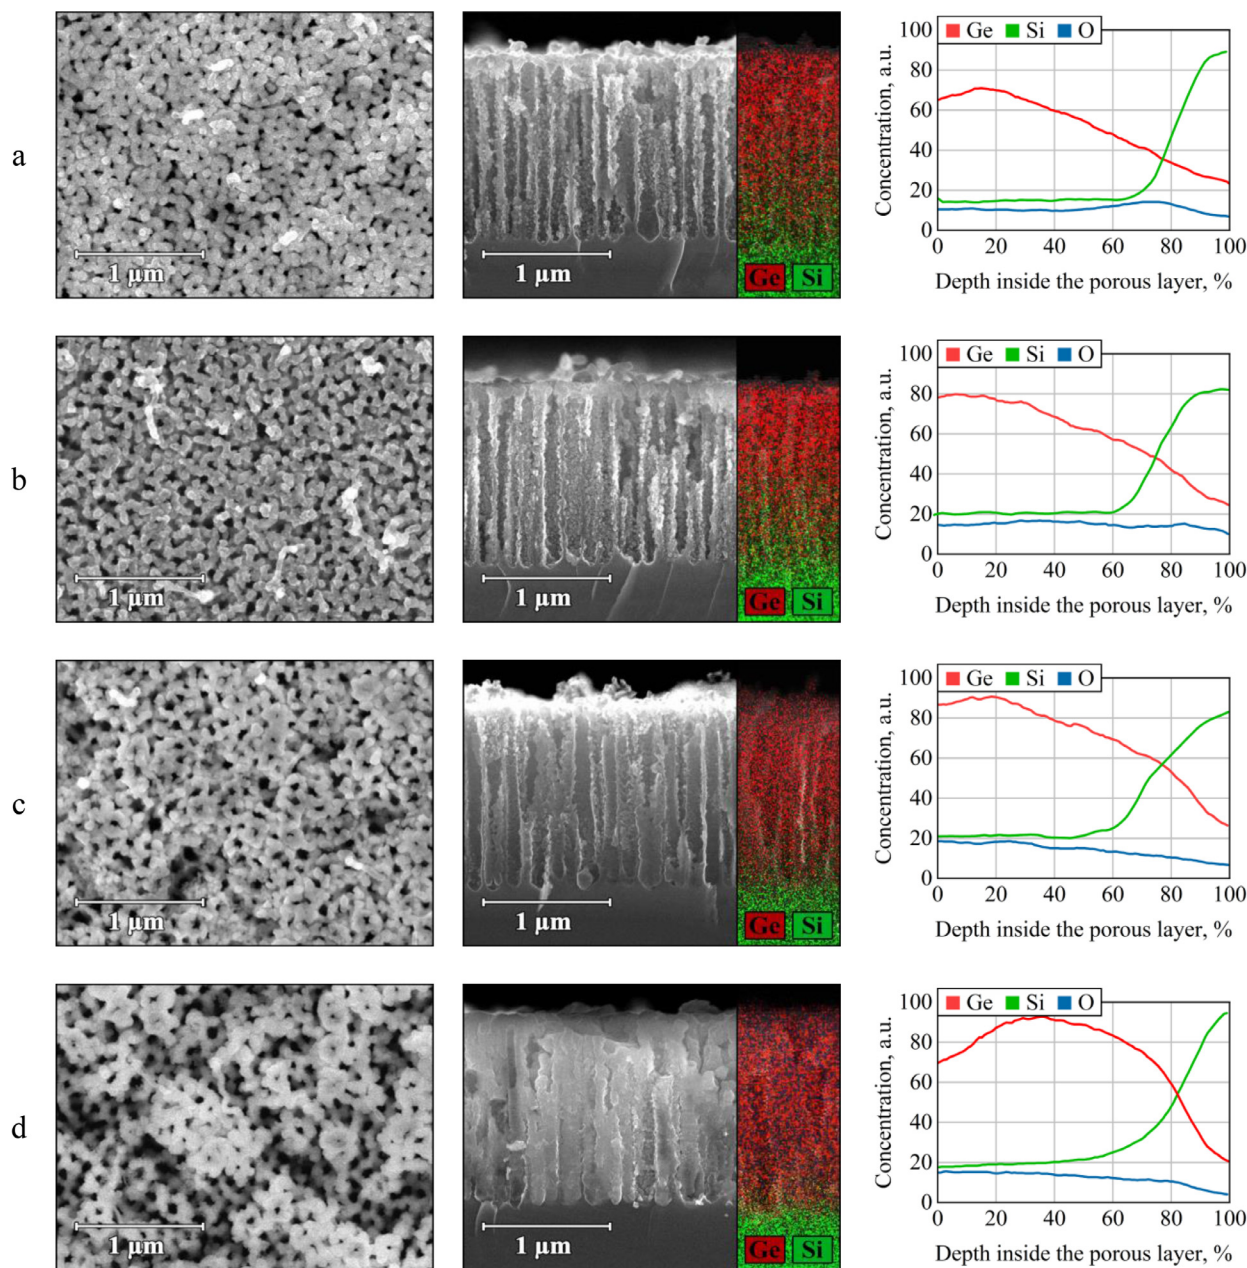 a
1 µm
1 µm
Ge Si
Ge Si O
Concentration, a.u.
100
80
60
40
20
0
0 20 40 60 80 100
Depth inside the porous layer, %
b
1 µm
1 µm
Ge Si
Ge Si O
Concentration, a.u.
100
80
60
40
20
0
0 20 40 60 80 100
Depth inside the porous layer, %
c
1 µm
1 µm
Ge Si
Ge Si O
Concentration, a.u.
100
80
60
40
20
0
0 20 40 60 80 100
Depth inside the porous layer, %
d
1 µm
1 µm
Ge Si
Ge Si O
Concentration, a.u.
100
80
60
40
20
0
0 20 40 60 80 100
Depth inside the porous layer, %